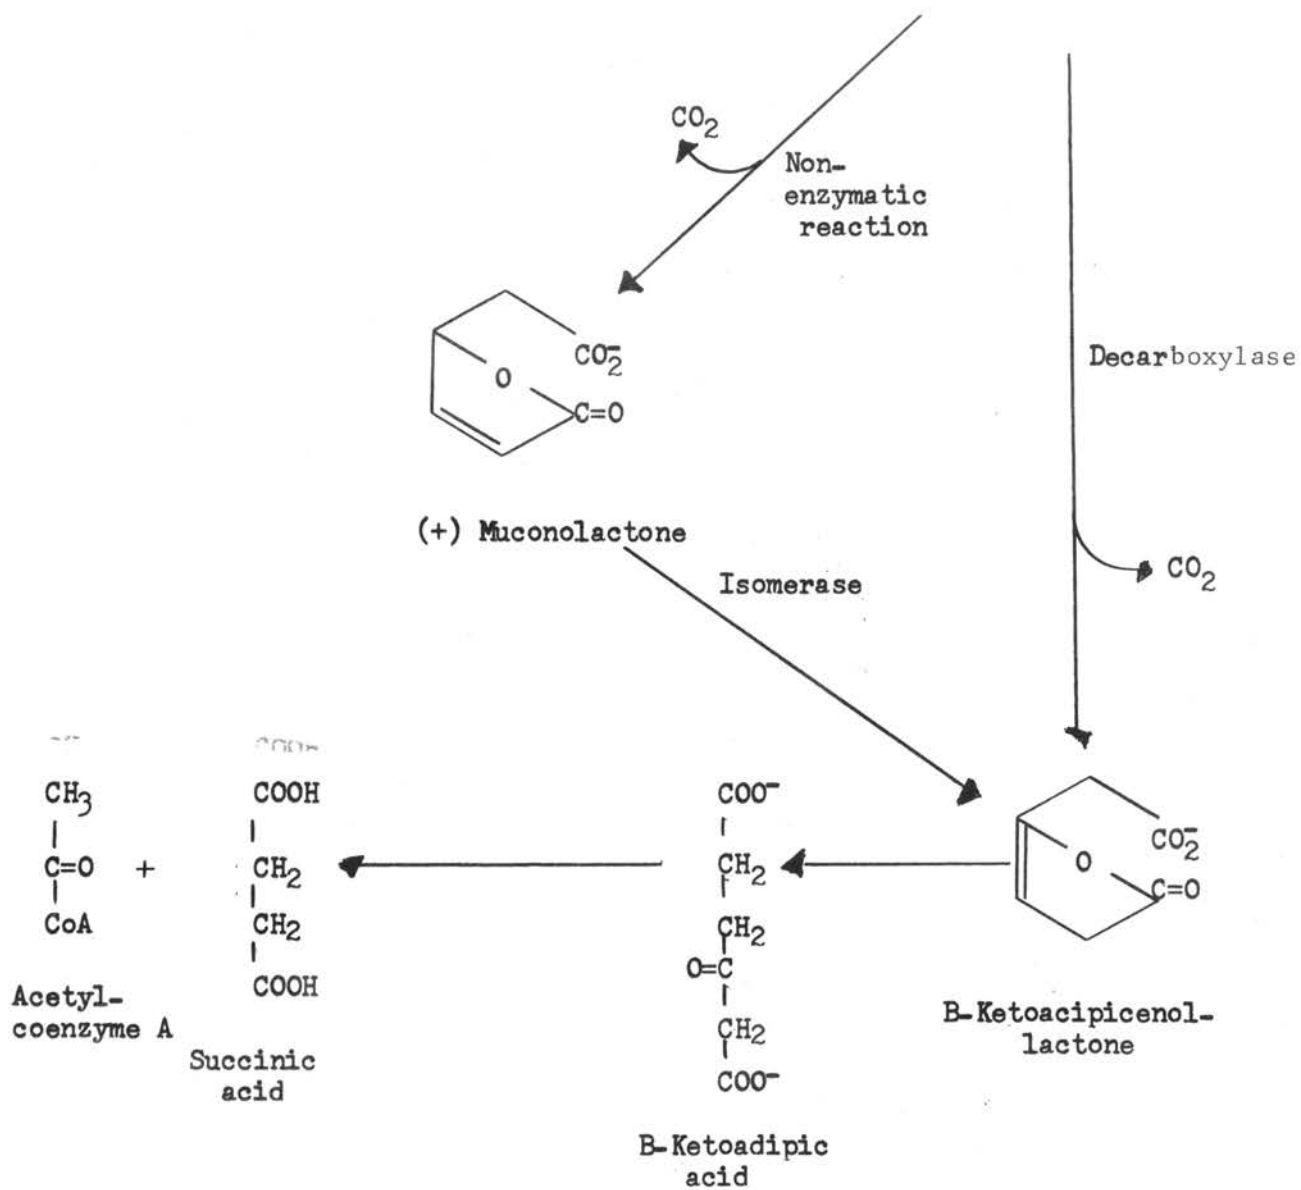 CO2
Non-
enzymatic
reaction
CO2-
O
C=O
Decarboxylase
(+) Muconolactone
Isomerase
CO2
CH3
C=O
CoA
+
Acetyl-
coenzyme A
COOH
CH2
CH2
COOH
Succinic
acid
COO-
CH2
CH2
O=C
CH2
COO-
B-Ketoadipic
acid
CO2-
O
C=O
B-Ketoacipicenol-
lactone